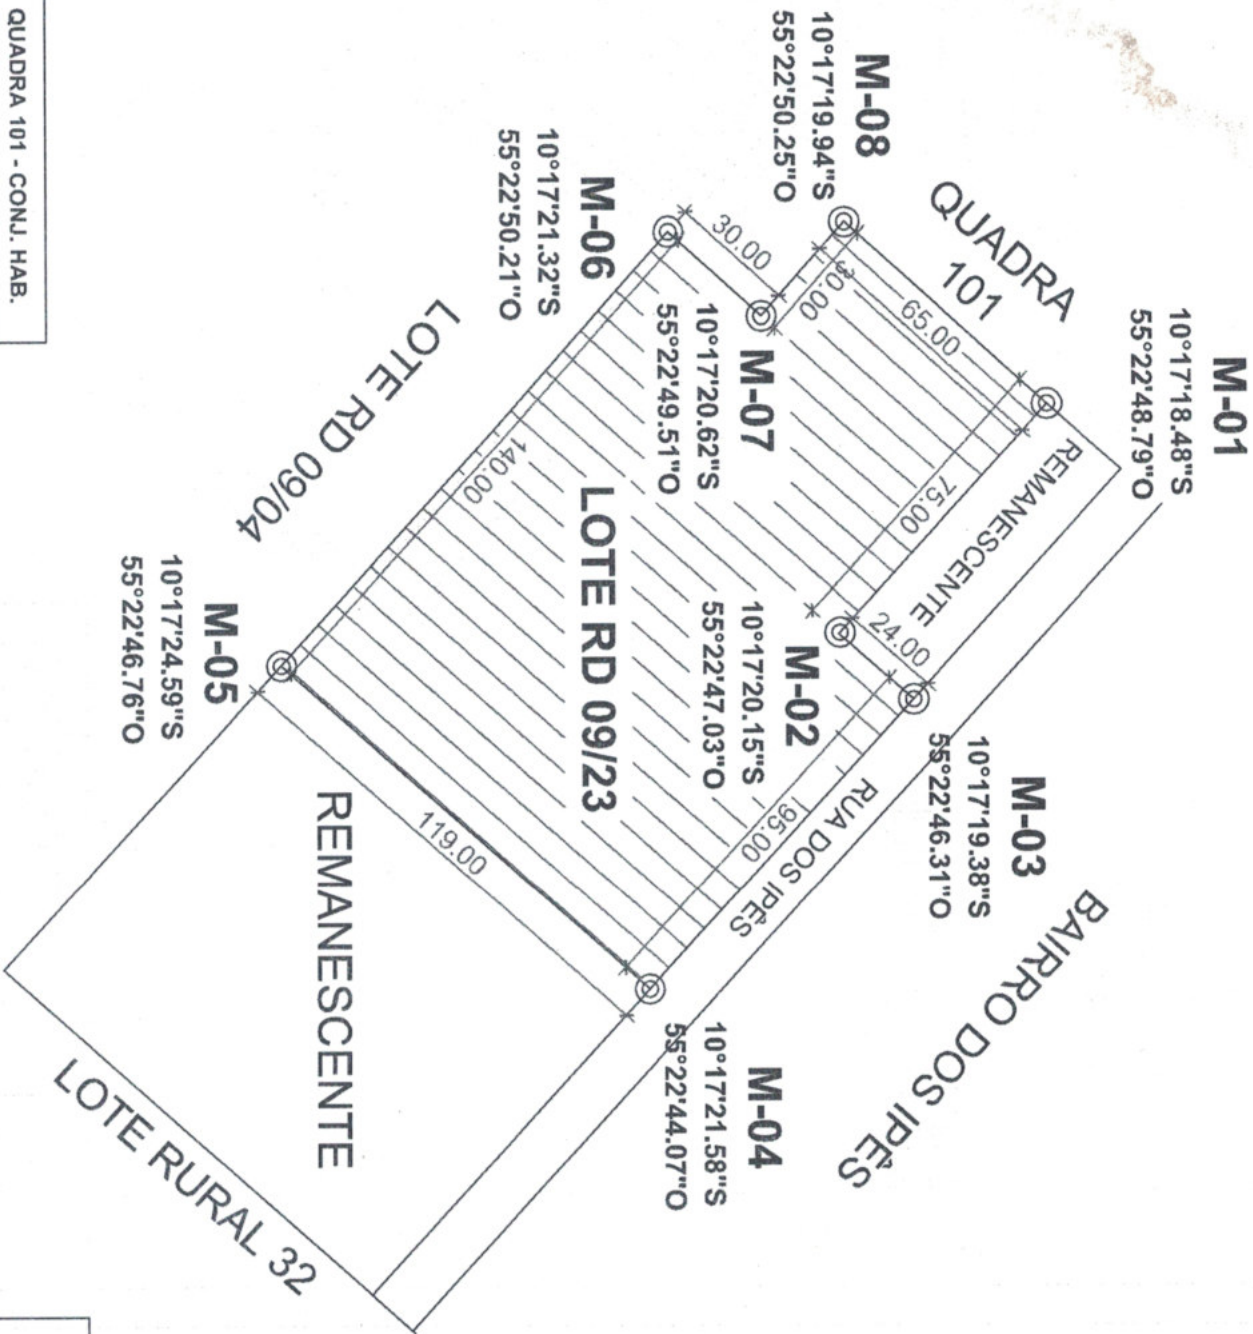 QUADRA 101 - CONJ. HAB.
M-01
10°17'18.48"S
55°22'48.79"O
M-08
10°17'19.94"S
55°22'50.25"O
QUADRA
101
M-06
10°17'21.32"S
55°22'50.21"O
30.00
30.00
65.00
REMANESCENTE
75.00
M-07
10°17'20.62"S
55°22'49.51"O
24.00
M-02
10°17'20.15"S
55°22'47.03"O
M-03
10°17'19.38"S
55°22'46.31"O
LOTE RD 09/04
140.00
LOTE RD 09/23
95.00
RUA DOS IPÊS
BAIRRO DOS IPÊS
M-05
10°17'24.59"S
55°22'46.76"O
119.00
REMANESCENTE
M-04
10°17'21.58"S
55°22'44.07"O
LOTE RURAL 32